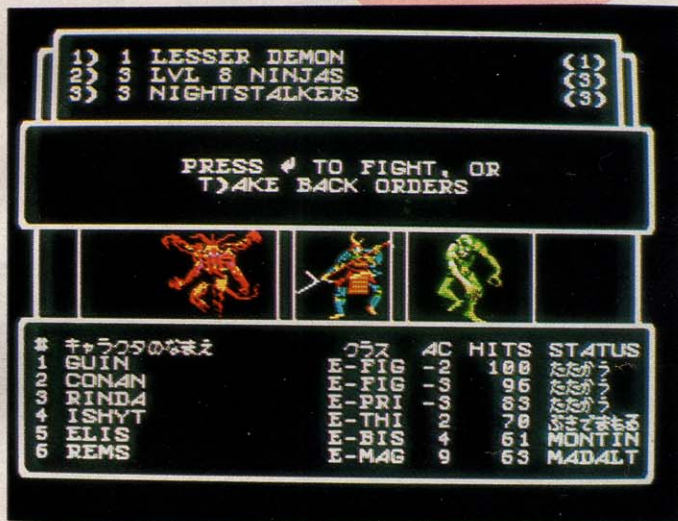 1) 1 LESSER DEMON (1)
2) 3 LVL 8 NINJAS (3)
3) 3 NIGHTSTALKERS (3)
PRESS ↲ TO FIGHT, OR
T)AKE BACK ORDERS
# キャラクタのなまえ クラス AC HITS STATUS
1 GUIN E-FIG -2 100 たたかう
2 CONAN E-FIG -3 96 たたかう
3 RINDA E-PRI -3 83 たたかう
4 ISHYT E-THI 2 70 ぶきでまもる
5 ELIS E-BIS 4 61 MONTIN
6 REMS E-MAG 9 63 MADALT